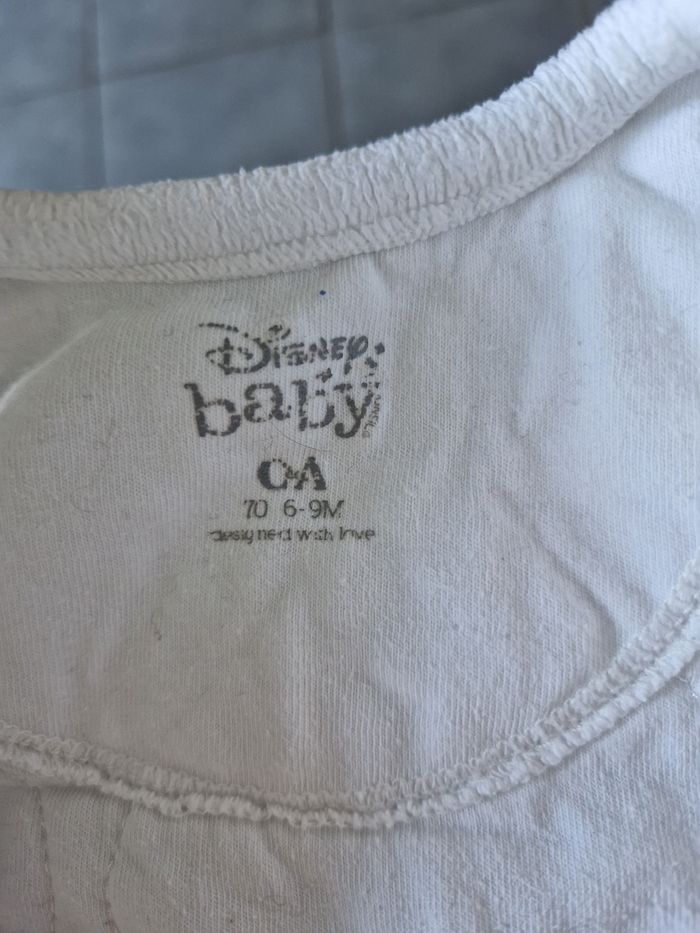 Disney
baby
C&A
70 6-9M
designed with love